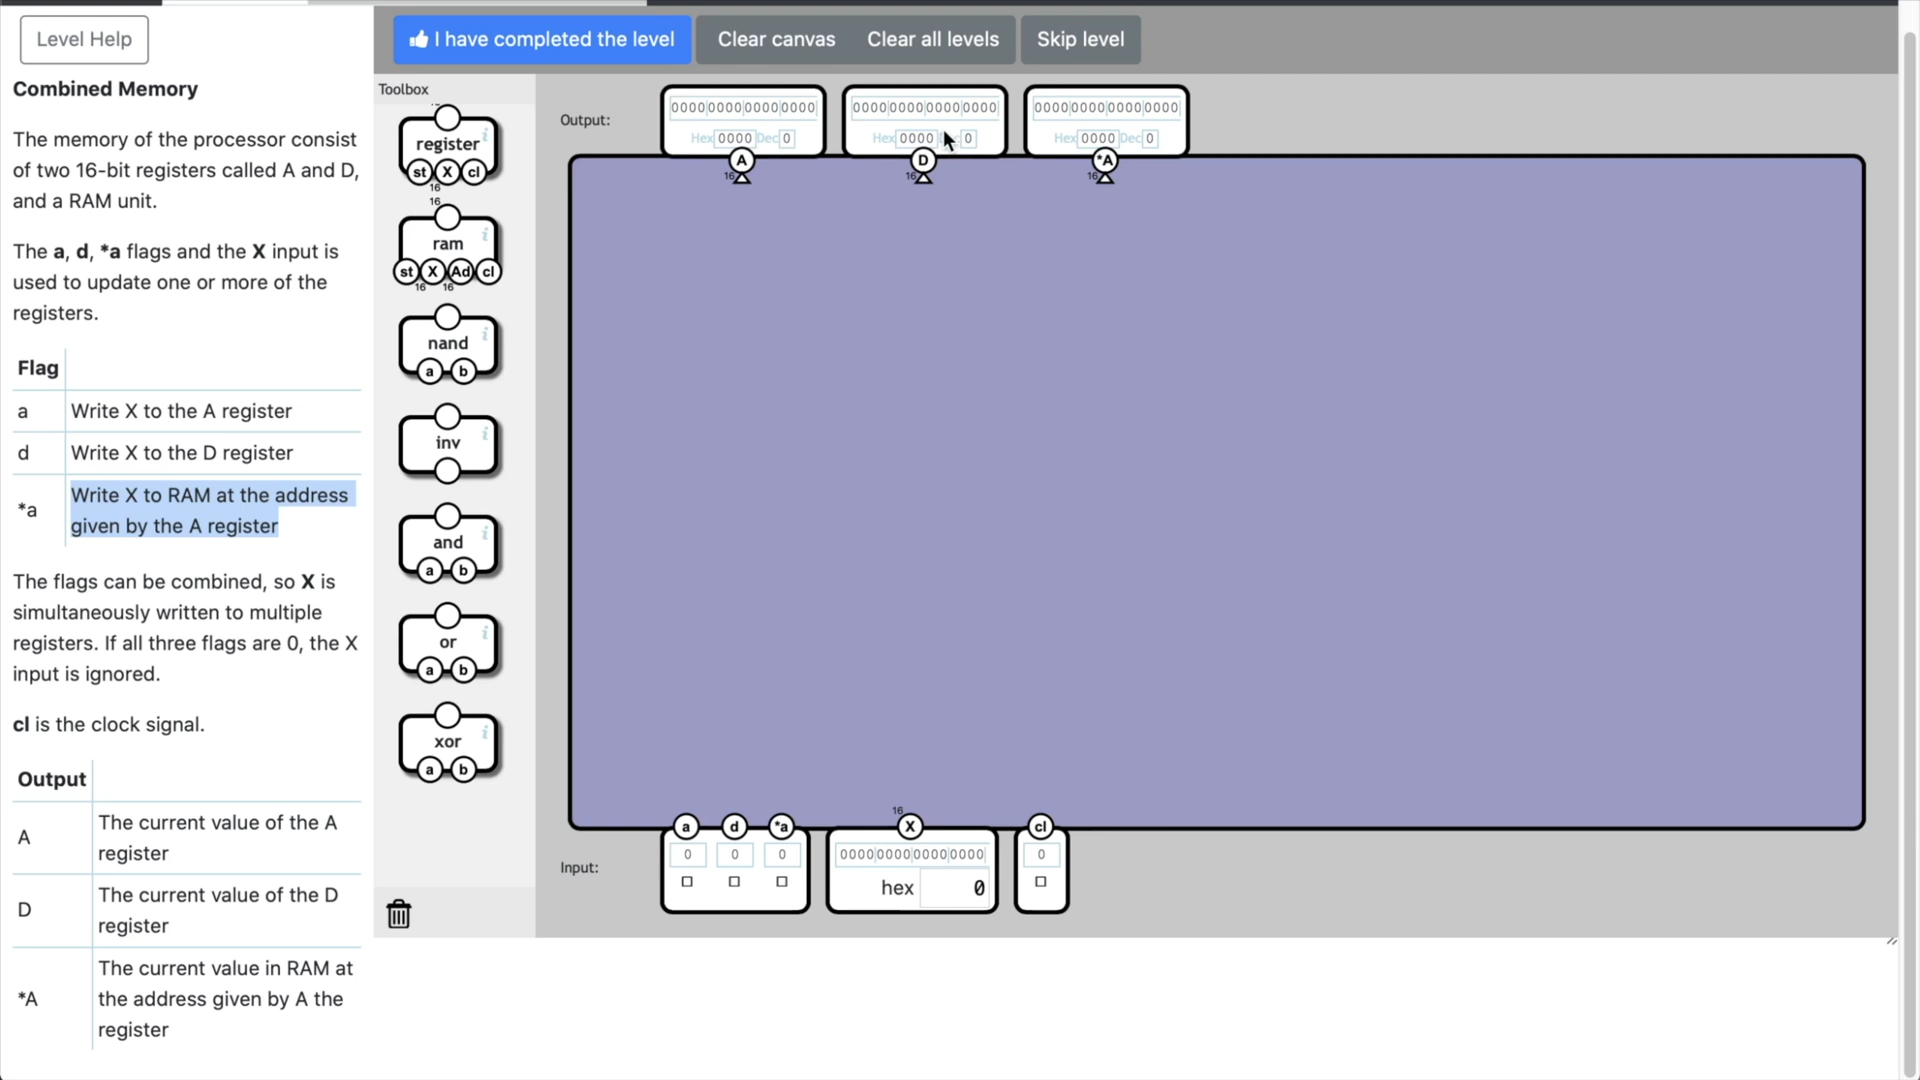 Level Help
I have completed the level
Clear canvas
Clear all levels
Skip level
Combined Memory
The memory of the processor consist
of two 16-bit registers called A and D,
and a RAM unit.
The a, d, *a flags and the X input is
used to update one or more of the
registers.
Flag
a Write X to the A register
d Write X to the D register
*a Write X to RAM at the address
given by the A register
The flags can be combined, so X is
simultaneously written to multiple
registers. If all three flags are 0, the X
input is ignored.
cl is the clock signal.
Output
A The current value of the A
register
D The current value of the D
register
*A The current value in RAM at
the address given by A the
register
Toolbox
register
st X cl
16
16
ram
st X Ad cl
16 16
nand
a b
inv
and
a b
or
a b
xor
a b
Output:
0000 0000 0000 0000
Hex 0000 Dec 0
A
16
0000 0000 0000 0000
Hex 0000 0
D
16
0000 0000 0000 0000
Hex 0000 Dec 0
*A
16
Input:
a d *a
0 0 0
16
X
0000 0000 0000 0000
hex 0
cl
0